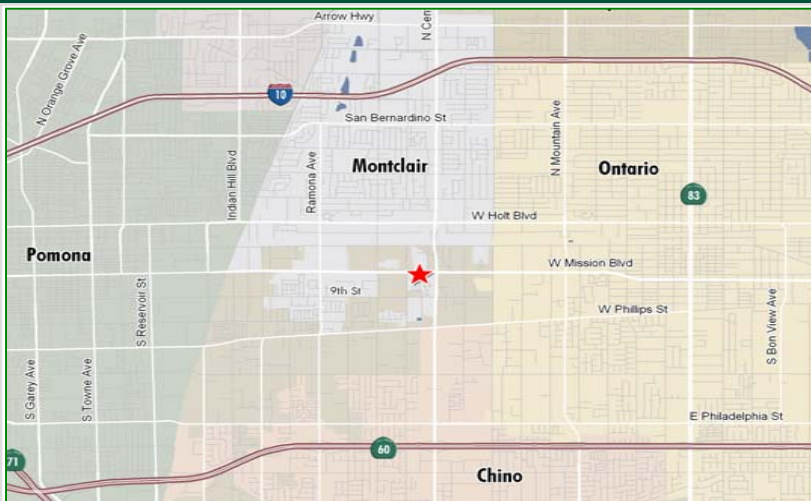 Arrow Hwy
N Cen
N Orange Grove Ave
10
San Bernardino St
N Mountain Ave
Montclair
Ontario
Indian Hill Blvd
Ramona Ave
83
W Holt Blvd
Pomona
W Mission Blvd
9th St
S Reservoir St
W Phillips St
S Bon View Ave
S Garey Ave
S Towne Ave
E Philadelphia St
60
71
Chino